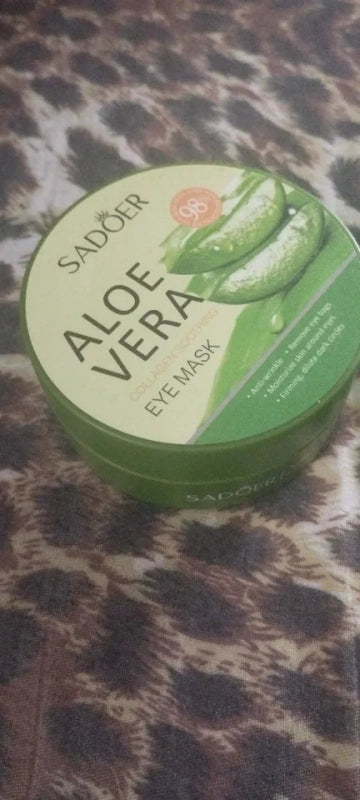 SADOER
98
ALOE
VERA
COLLAGEN SOOTHING
EYE MASK
• Anti-wrinkle • Remove eye bags
• Moisturize skin around eyes
• Firming, dilute dark circles
SADOER